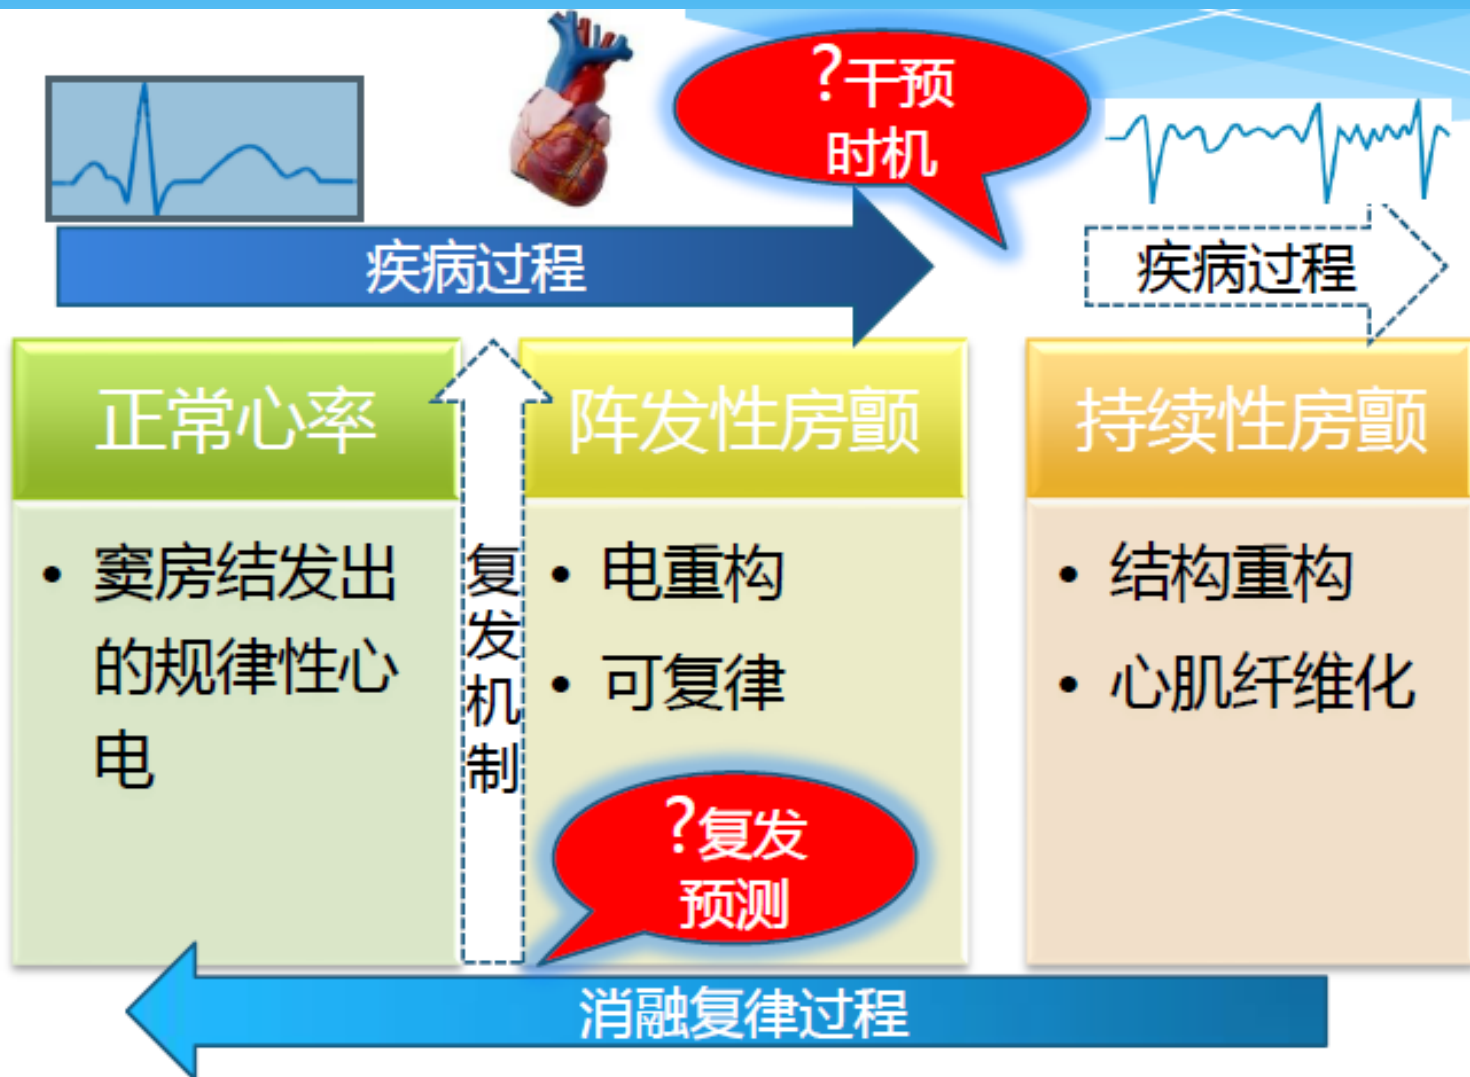 ?干预
时机
疾病过程
疾病过程
正常心率
阵发性房颤
持续性房颤
• 窦房结发出
的规律性心
电
复
发
机
制
• 电重构
• 可复律
• 结构重构
• 心肌纤维化
?复发
预测
消融复律过程